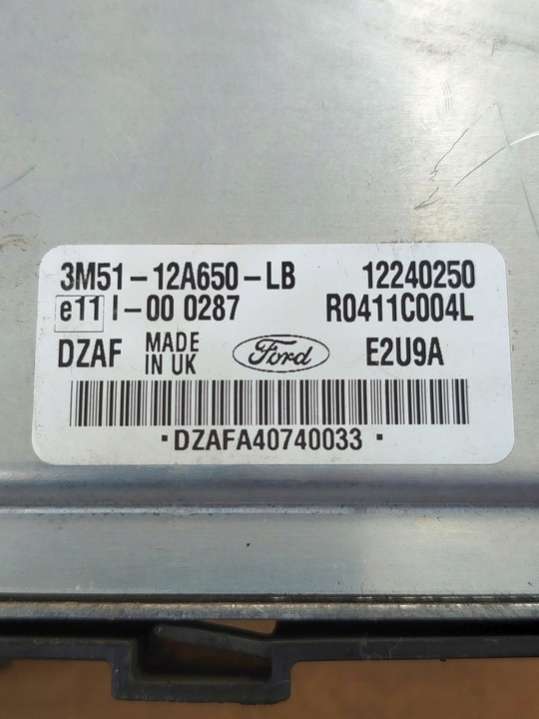 3M51-12A650-LB 12240250
e11 I-00 0287 R0411C004L
DZAF MADE IN UK Ford E2U9A
·DZAFA40740033·